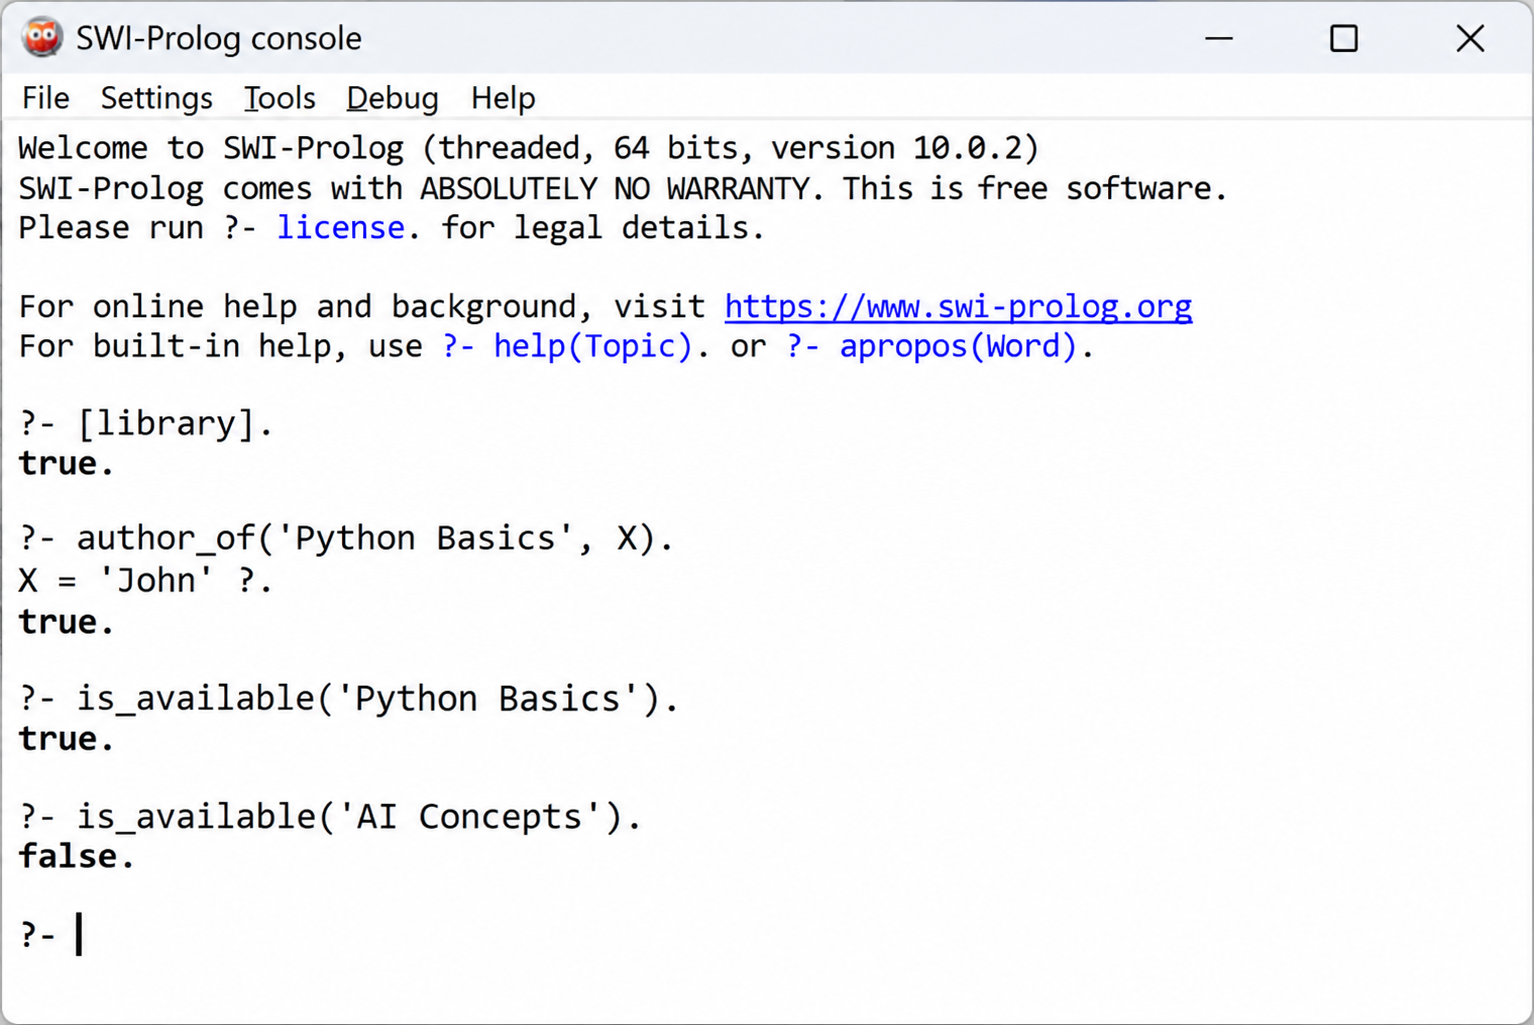 SWI-Prolog console
File Settings Tools Debug Help
Welcome to SWI-Prolog (threaded, 64 bits, version 10.0.2)
SWI-Prolog comes with ABSOLUTELY NO WARRANTY. This is free software.
Please run ?- license. for legal details.
For online help and background, visit https://www.swi-prolog.org
For built-in help, use ?- help(Topic). or ?- apropos(Word).
?- [library].
true.
?- author_of('Python Basics', X).
X = 'John' ?.
true.
?- is_available('Python Basics').
true.
?- is_available('AI Concepts').
false.
?-